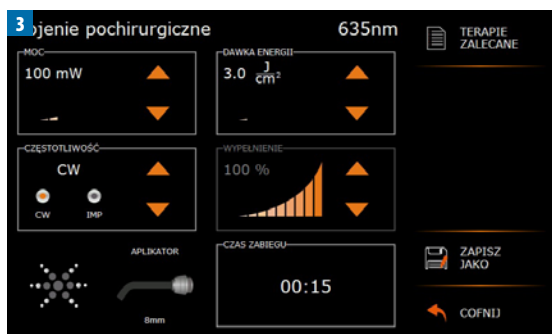 3
ojenie pochirurgiczne 635nm
MOC
100 mW
DAWKA ENERGII
3.0 J/cm²
TERAPIE
ZALECANE
CZĘSTOTLIWOŚĆ
CW
CW IMP
WYPEŁNIENIE
100 %
APLIKATOR
8mm
CZAS ZABIEGU
00:15
ZAPISZ
JAKO
COFNIJ